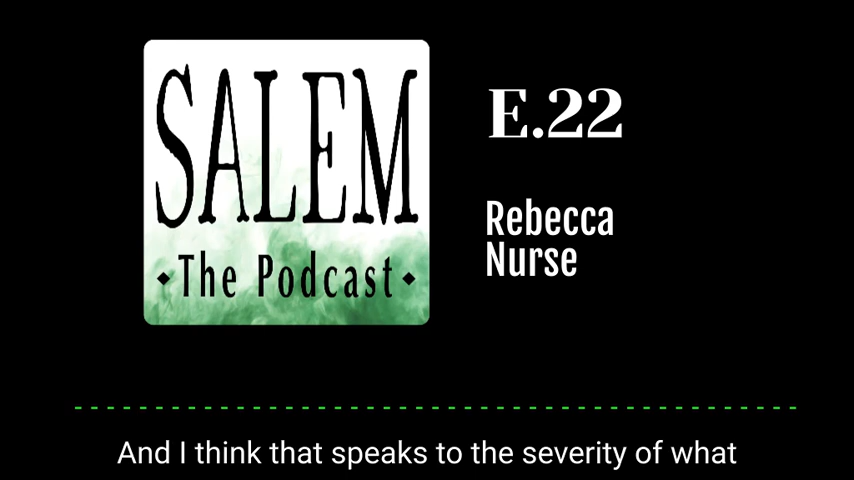 SALEM
The Podcast
E.22
Rebecca
Nurse
And I think that speaks to the severity of what